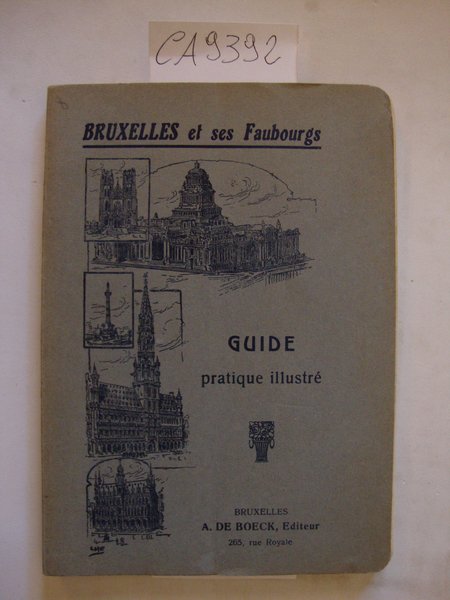 CA9392
BRUXELLES et ses Faubourgs
GUIDE
pratique illustré
BRUXELLES
A. DE BOECK, Editeur
265, rue Royale